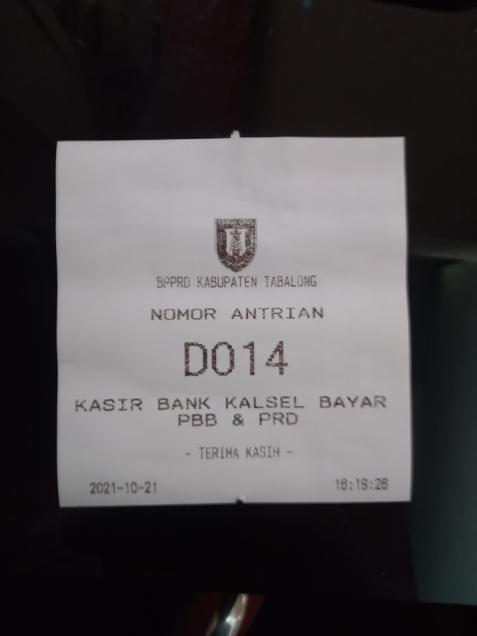 BPPRD KABUPATEN TABALONG
NOMOR ANTRIAN
D014
KASIR BANK KALSEL BAYAR
PBB & PRD
- TERIMA KASIH -
2021-10-21 16:19:26